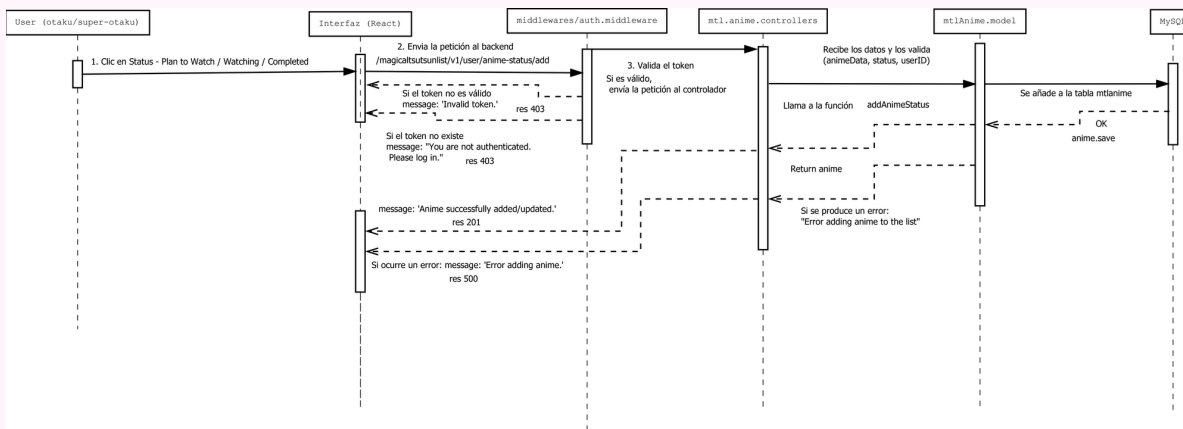 User (otaku/super-otaku)
Interfaz (React)
middlewares/auth.middleware
mtl.anime.controllers
mtlAnime.model
MySQL
1. Clic en Status - Plan to Watch / Watching / Completed
2. Envia la petición al backend
/magicaltsutsunlist/v1/user/anime-status/add
3. Valida el token
Si es válido,
envía la petición al controlador
Recibe los datos y los valida
(animeData, status, userID)
Se añade a la tabla mtlanime
Si el token no es válido
message: 'Invalid token.'
res 403
Llama a la función
addAnimeStatus
OK
anime.save
Si el token no existe
message: "You are not authenticated.
Please log in."
res 403
Return anime
message: 'Anime successfully added/updated.'
res 201
Si se produce un error:
"Error adding anime to the list"
Si ocurre un error: message: 'Error adding anime.'
res 500